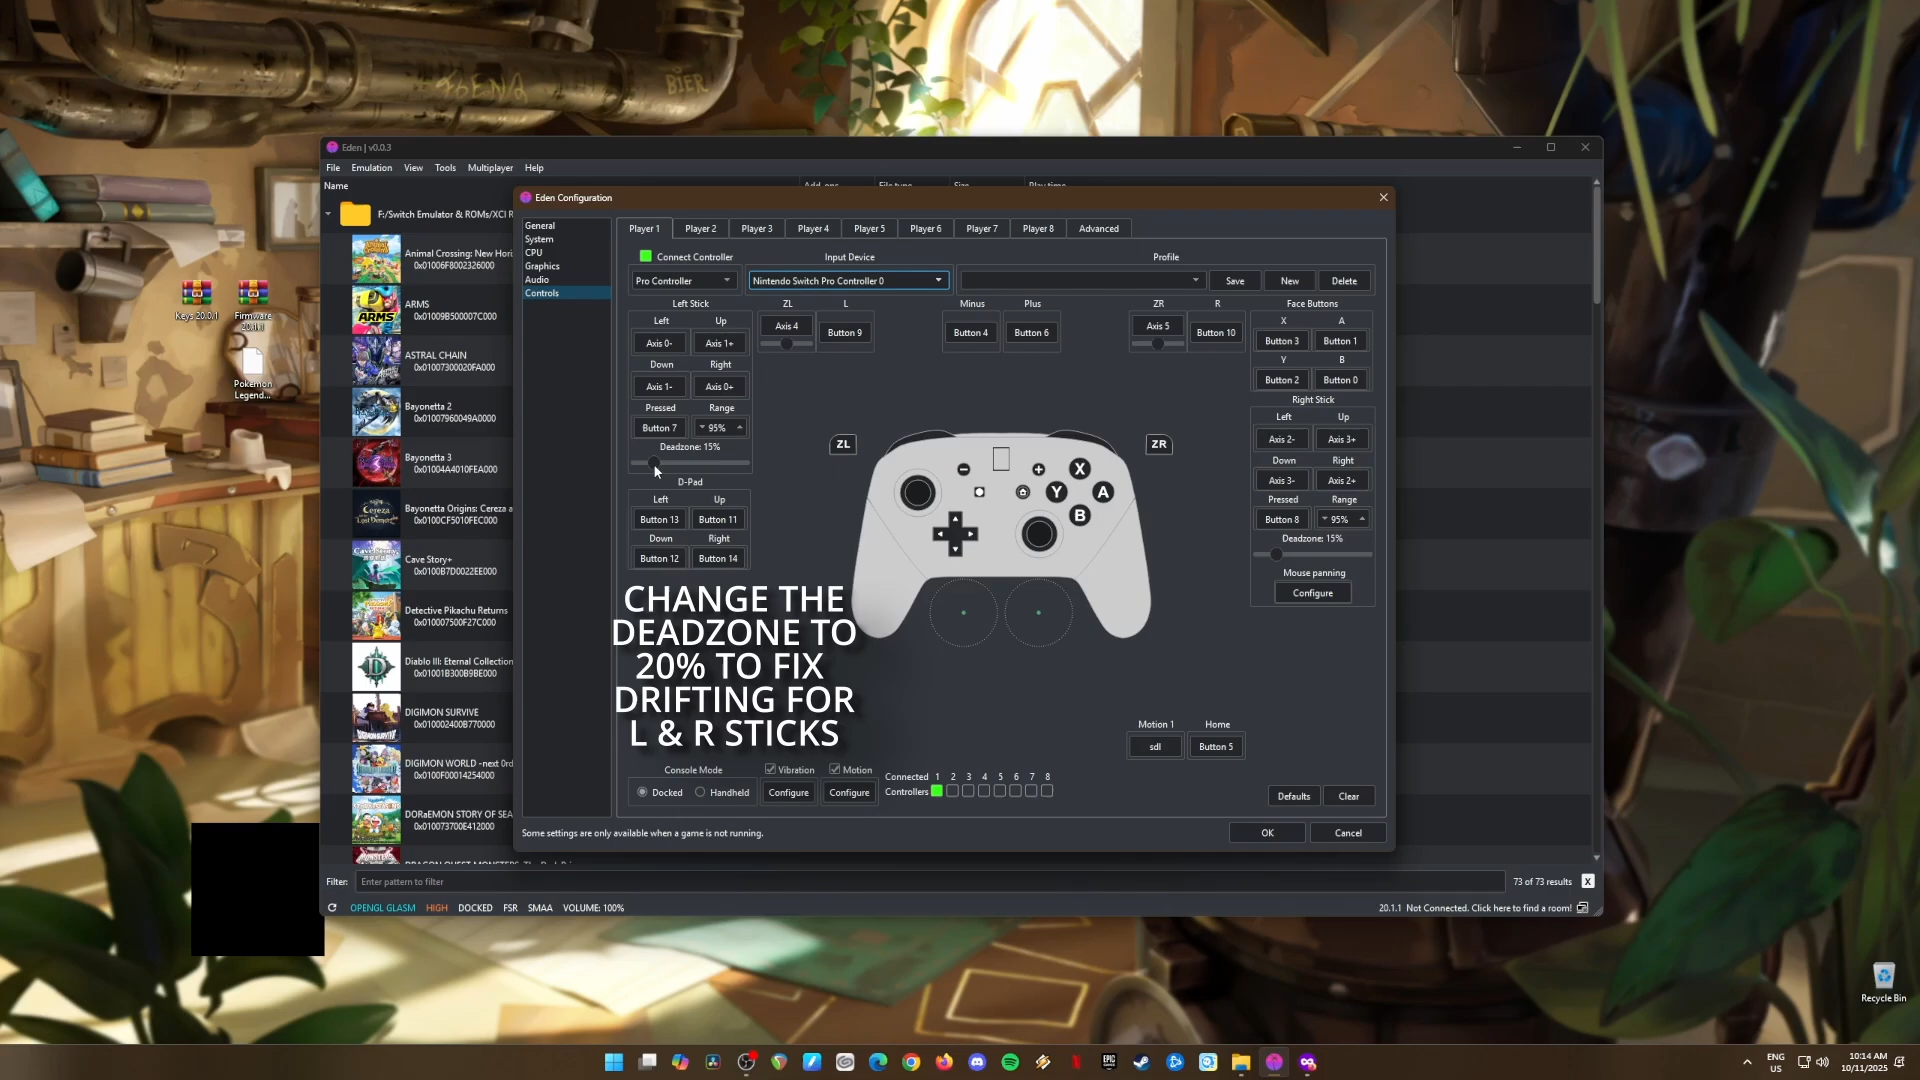 BIER
Keys 20.0.1
Firmware
20.1.1
Pokemon
Legend...
Recycle Bin
Eden | v0.0.3
File Emulation View Tools Multiplayer Help
Name Add-ons File type Size Play time
F:/Switch Emulator & ROMs/XCI R
Animal Crossing: New Hori
0x01006F8002326000
ARMS
0x01009B500007C000
ASTRAL CHAIN
0x01007300020FA000
Bayonetta 2
0x01007960049A0000
Bayonetta 3
0x01004A4010FEA000
Bayonetta Origins: Cereza a
0x0100CF5010FEC000
Cave Story+
0x0100B7D0022EE000
Detective Pikachu Returns
0x010007500F27C000
Diablo III: Eternal Collection
0x01001B300B9BE000
DIGIMON SURVIVE
0x010002400B770000
DIGIMON WORLD -next 0rd
0x0100F00014254000
DORaEMON STORY OF SEA
0x010073700E412000
Eden Configuration
General
System
CPU
Graphics
Audio
Controls
Player 1 Player 2 Player 3 Player 4 Player 5 Player 6 Player 7 Player 8 Advanced
Connect Controller Input Device Profile
Pro Controller Nintendo Switch Pro Controller 0 Save New Delete
Left Stick ZL L Minus Plus ZR R Face Buttons
Left Up X A
Axis 4 Button 9 Button 4 Button 6 Axis 5 Button 10
Axis 0- Axis 1+ Button 3 Button 1
Down Right Y B
Axis 1- Axis 0+ Button 2 Button 0
Pressed Range Right Stick
Button 7 95% Left Up
Deadzone: 15% Axis 2- Axis 3+
D-Pad Down Right
Left Up Axis 3- Axis 2+
Button 13 Button 11 Pressed Range
Down Right Button 8 95%
Button 12 Button 14 Deadzone: 15%
Mouse panning
Configure
ZL ZR
X
Y A
B
CHANGE THE
DEADZONE TO
20% TO FIX
DRIFTING FOR
L & R STICKS
Motion 1 Home
sdl Button 5
Console Mode Vibration Motion Connected 1 2 3 4 5 6 7 8
Docked Handheld Configure Configure Controllers
Defaults Clear
Some settings are only available when a game is not running. OK Cancel
Filter: Enter pattern to filter 73 of 73 results X
OPENGL GLASM HIGH DOCKED FSR SMAA VOLUME: 100% 20.1.1 Not Connected. Click here to find a room!
ENG
US
10:14 AM
10/11/2025